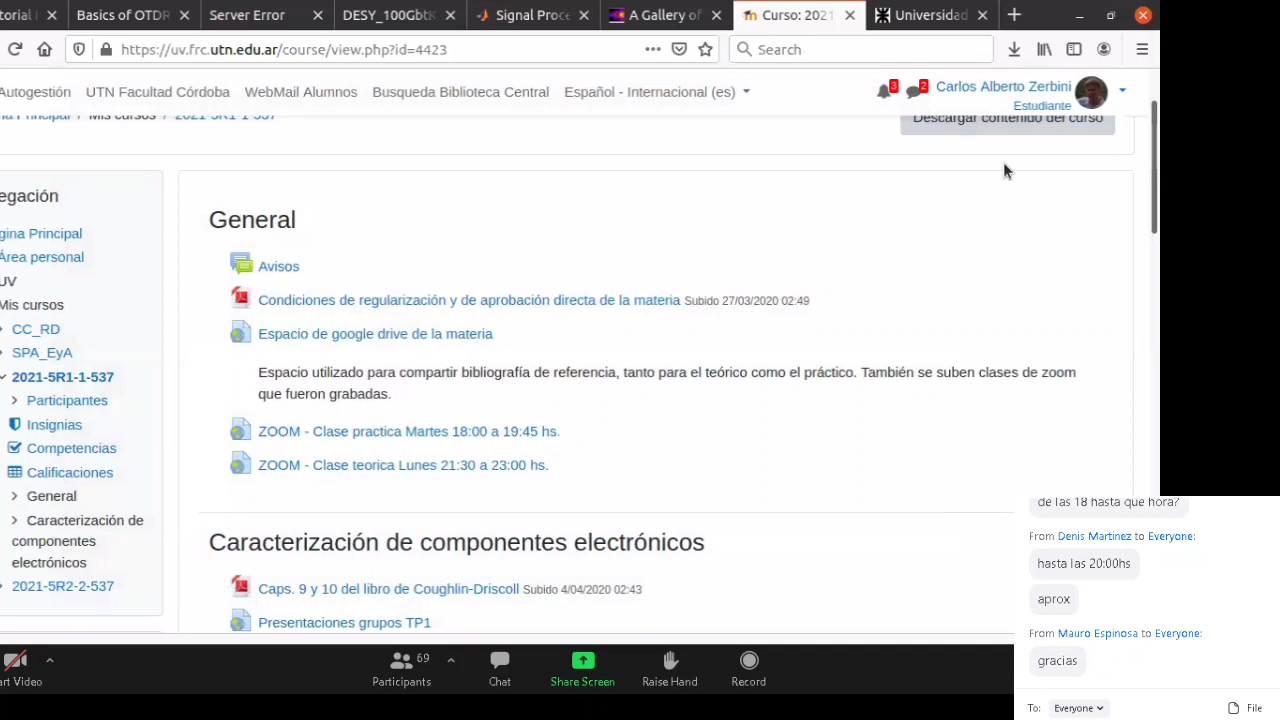 torial
Basics of OTDR
Server Error
DESY_100Gbtk
Signal Proce
A Gallery of
Curso: 2021
Universidad
https://uv.frc.utn.edu.ar/course/view.php?id=4423
Search
Autogestión
UTN Facultad Córdoba
WebMail Alumnos
Busqueda Biblioteca Central
Español - Internacional (es)
3
2
Carlos Alberto Zerbini
Estudiante
na Principal / Mis cursos / 2021-5R1-1-537
Descargar contenido del curso
egación
gina Principal
Área personal
UV
Mis cursos
CC_RD
SPA_EyA
2021-5R1-1-537
Participantes
Insignias
Competencias
Calificaciones
General
Caracterización de
componentes
electrónicos
2021-5R2-2-537
General
Avisos
Condiciones de regularización y de aprobación directa de la materia Subido 27/03/2020 02:49
Espacio de google drive de la materia
Espacio utilizado para compartir bibliografía de referencia, tanto para el teórico como el práctico. También se suben clases de zoom
que fueron grabadas.
ZOOM - Clase practica Martes 18:00 a 19:45 hs.
ZOOM - Clase teorica Lunes 21:30 a 23:00 hs.
Caracterización de componentes electrónicos
Caps. 9 y 10 del libro de Coughlin-Driscoll Subido 4/04/2020 02:43
Presentaciones grupos TP1
de las 18 hasta que hora?
From Denis Martinez to Everyone:
hasta las 20:00hs
aprox
From Mauro Espinosa to Everyone:
gracias
To: Everyone
File
art Video
69
Participants
Chat
Share Screen
Raise Hand
Record